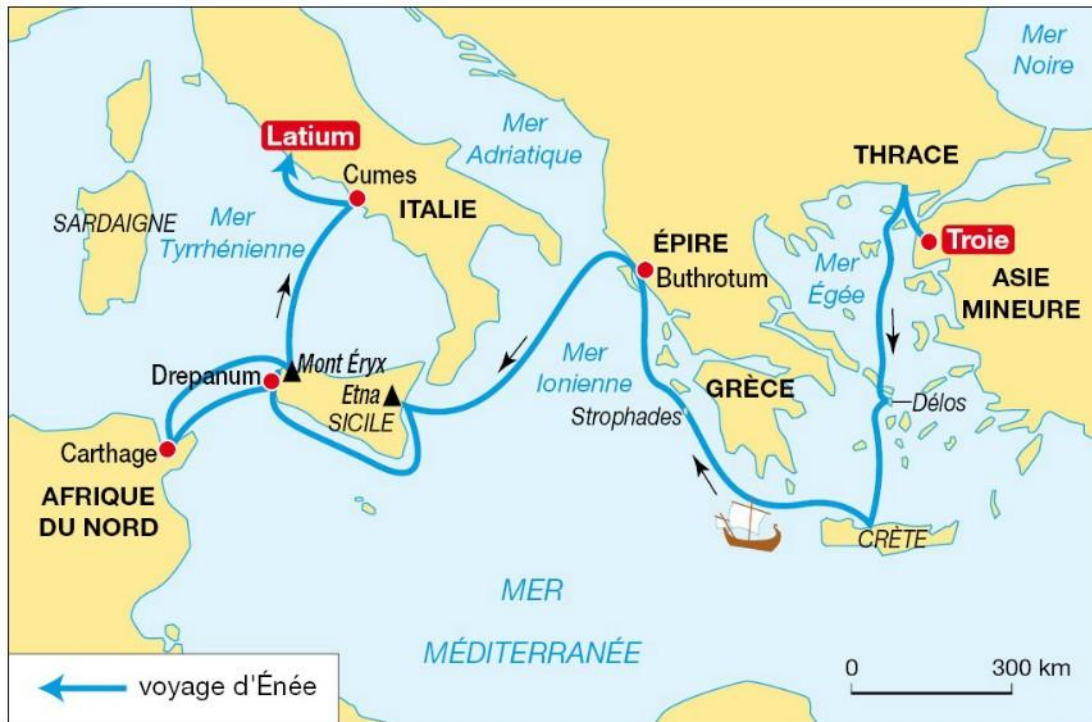 Mer
Noire
Mer
Adriatique
Latium
THRACE
Cumes
ITALIE
SARDAIGNE
Mer
Tyrrhénienne
ÉPIRE
Buthrotum
Mer
Égée
Troie
ASIE
MINEURE
Mont Éryx
Drepanum
Etna
SICILE
Mer
Ionienne
GRÈCE
Strophades
Délos
Carthage
AFRIQUE
DU NORD
CRÈTE
MER
MÉDITERRANÉE
voyage d'Énée
0 300 km